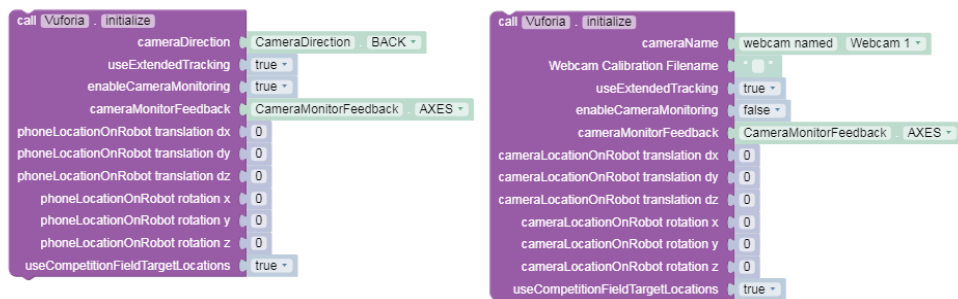 call Vuforia . initialize
cameraDirection CameraDirection . BACK
useExtendedTracking true
enableCameraMonitoring true
cameraMonitorFeedback CameraMonitorFeedback . AXES
phoneLocationOnRobot translation dx 0
phoneLocationOnRobot translation dy 0
phoneLocationOnRobot translation dz 0
phoneLocationOnRobot rotation x 0
phoneLocationOnRobot rotation y 0
phoneLocationOnRobot rotation z 0
useCompetitionFieldTargetLocations true
call Vuforia . initialize
cameraName webcam named Webcam 1
Webcam Calibration Filename “ ”
useExtendedTracking true
enableCameraMonitoring false
cameraMonitorFeedback CameraMonitorFeedback . AXES
cameraLocationOnRobot translation dx 0
cameraLocationOnRobot translation dy 0
cameraLocationOnRobot translation dz 0
cameraLocationOnRobot rotation x 0
cameraLocationOnRobot rotation y 0
cameraLocationOnRobot rotation z 0
useCompetitionFieldTargetLocations true